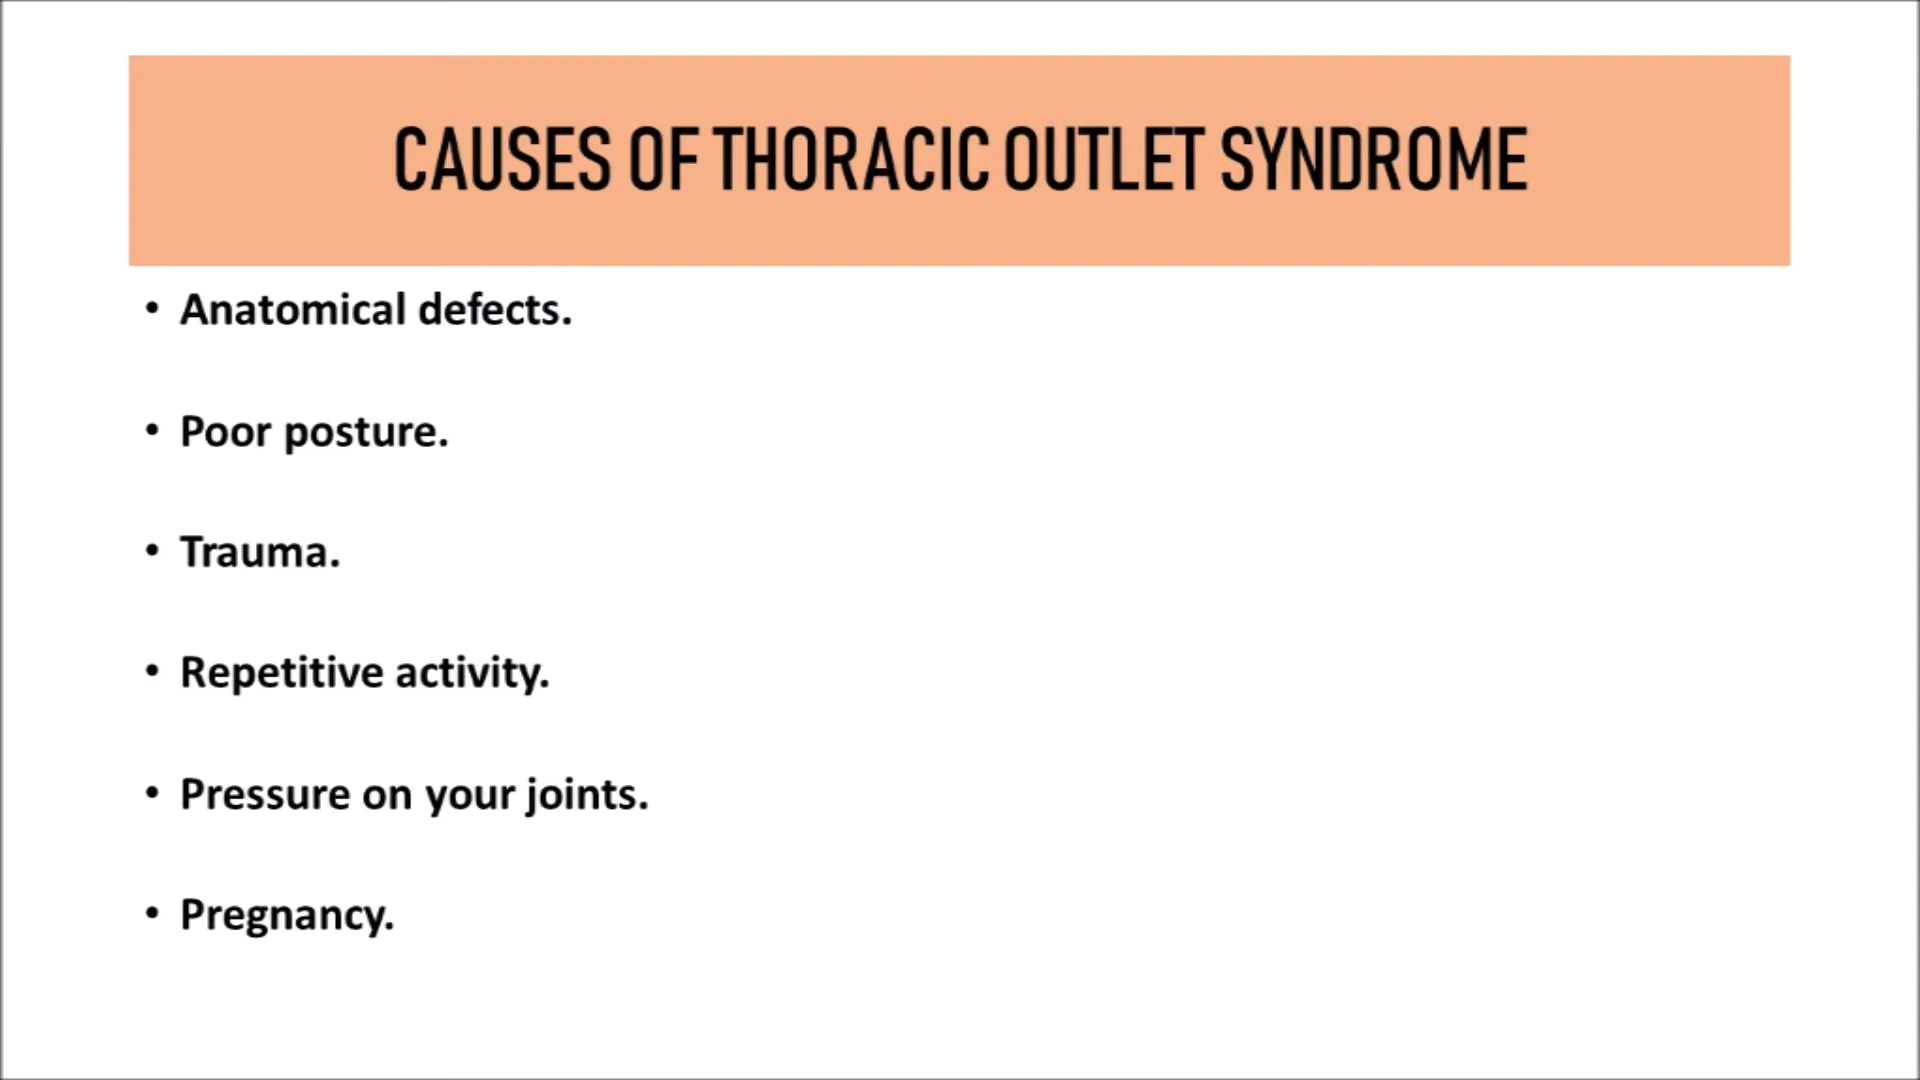 CAUSES OF THORACIC OUTLET SYNDROME
• Anatomical defects.
• Poor posture.
• Trauma.
• Repetitive activity.
• Pressure on your joints.
• Pregnancy.